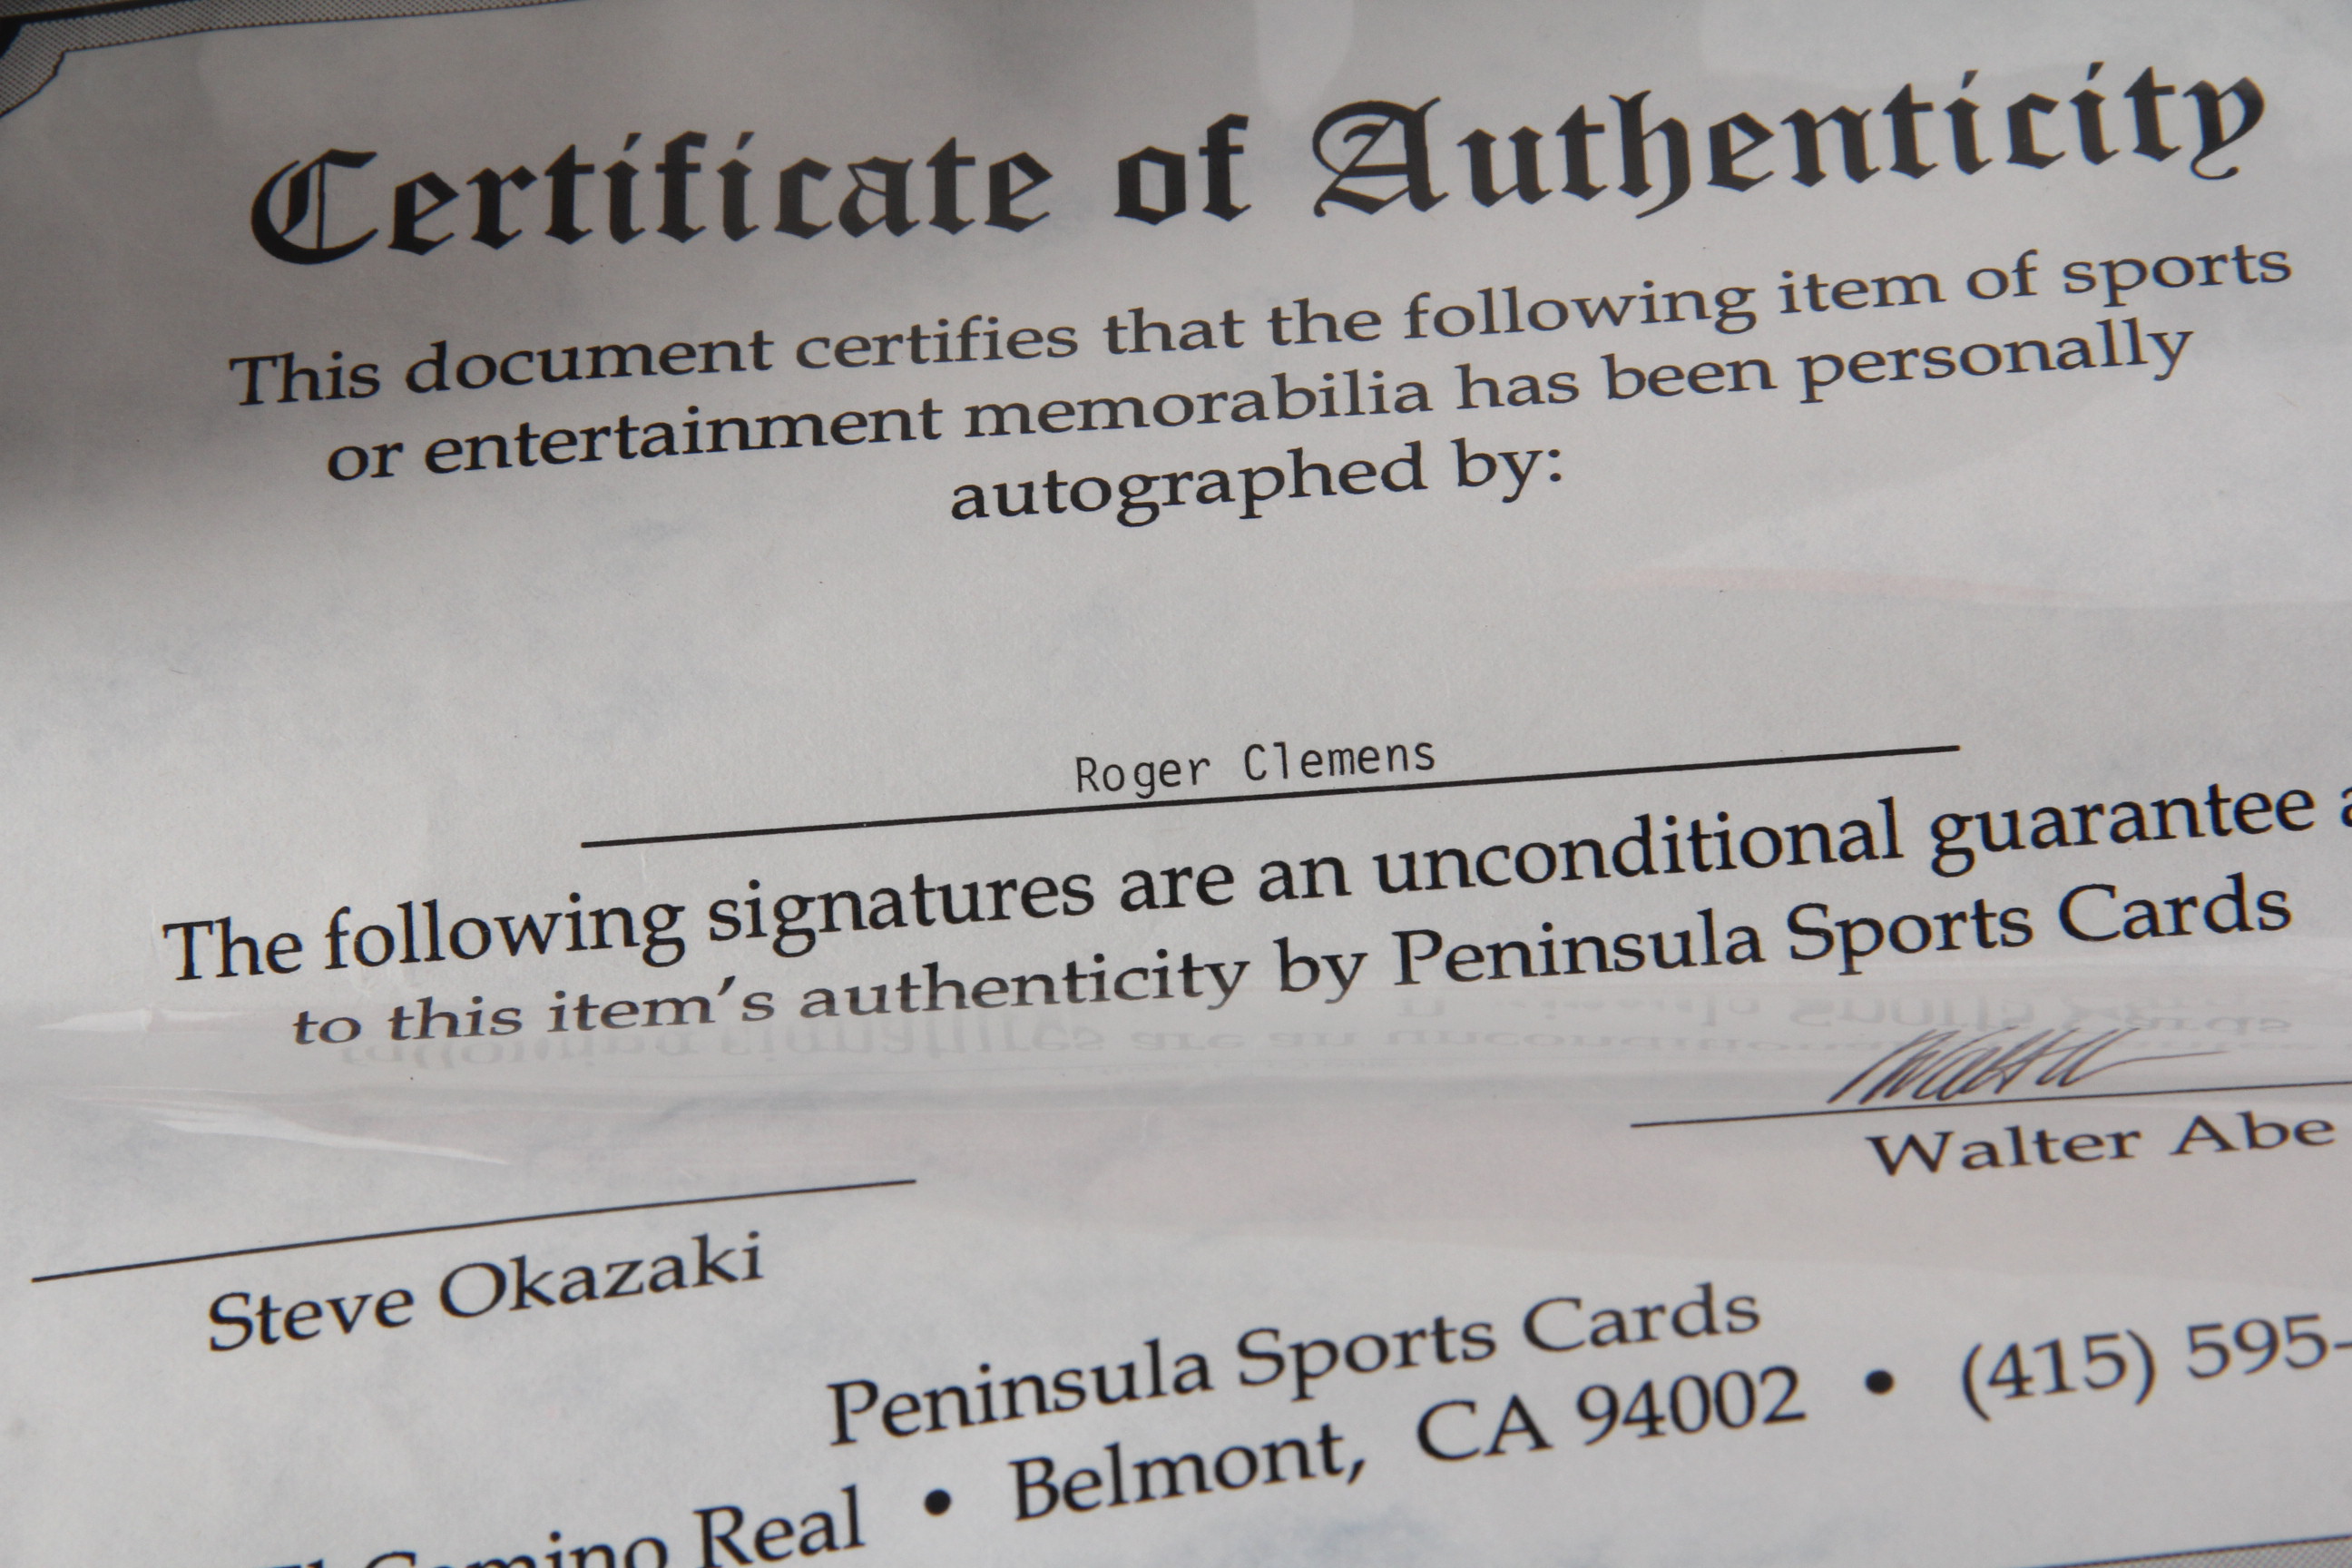 Certificate of Authenticity
This document certifies that the following item of sports
or entertainment memorabilia has been personally
autographed by:
Roger Clemens
The following signatures are an unconditional guarantee a
to this item's authenticity by Peninsula Sports Cards
Walter Abe
Steve Okazaki
Peninsula Sports Cards
Camino Real • Belmont, CA 94002 • (415) 595-